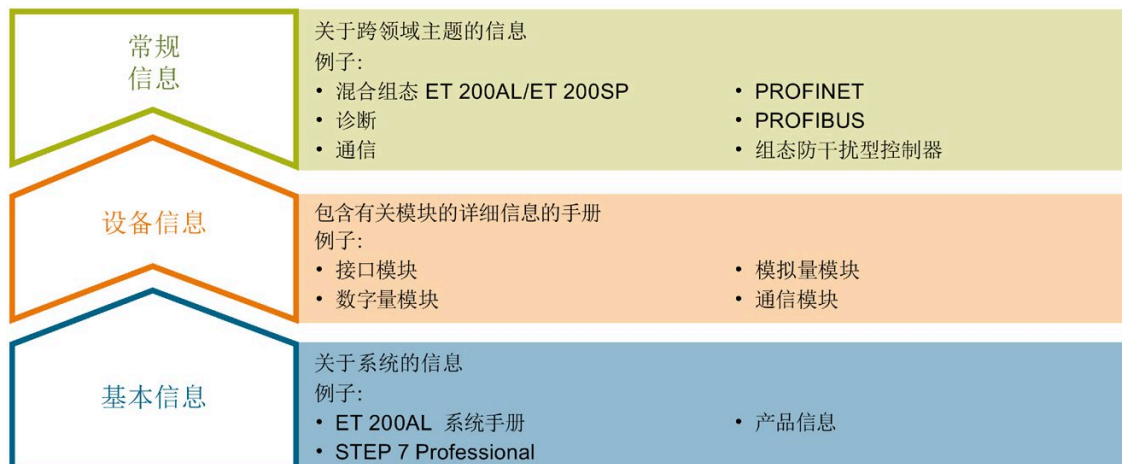 常规
信息
关于跨领域主题的信息
例子:
• 混合组态 ET 200AL/ET 200SP
• 诊断
• 通信
• PROFINET
• PROFIBUS
• 组态防干扰型控制器
设备信息
包含有关模块的详细信息的手册
例子:
• 接口模块
• 数字量模块
• 模拟量模块
• 通信模块
基本信息
关于系统的信息
例子:
• ET 200AL 系统手册
• STEP 7 Professional
• 产品信息